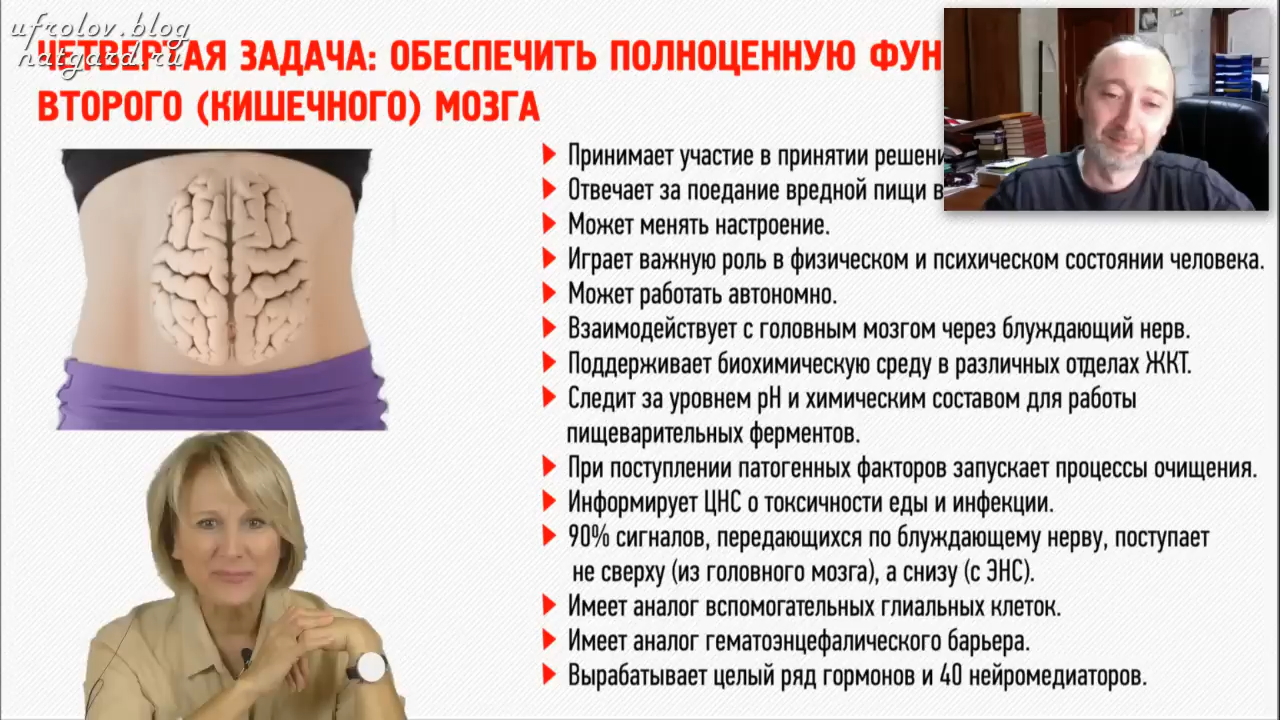 ufrolov.blog
natgard.ru
ЧЕТВЕРТАЯ ЗАДАЧА: ОБЕСПЕЧИТЬ ПОЛНОЦЕННУЮ
ВТОРОГО (КИШЕЧНОГО) МОЗГА
Принимает участие в принятии
Отвечает за поедание вредной пищи
Может менять настроение.
Играет важную роль в физическом и психическом состоянии человека.
Может работать автономно.
Взаимодействует с головным мозгом через блуждающий нерв.
Поддерживает биохимическую среду в различных отделах ЖКТ.
Следит за уровнем pH и химическим составом для работы
пищеварительных ферментов.
При поступлении патогенных факторов запускает процессы очищения.
Информирует ЦНС о токсичности еды и инфекции.
90% сигналов, передающихся по блуждающему нерву, поступает
не сверху (из головного мозга), а снизу (с ЭНС).
Имеет аналог вспомогательных глиальных клеток.
Имеет аналог гематоэнцефалического барьера.
Вырабатывает целый ряд гормонов и 40 нейромедиаторов.